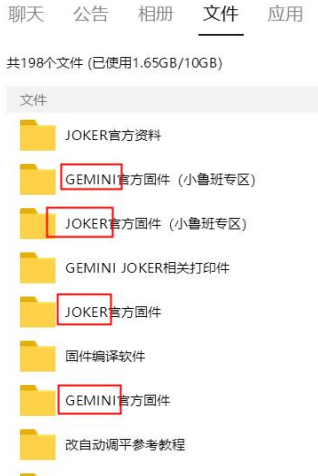 聊天 公告 相册 文件 应用
共198个文件 (已使用1.65GB/10GB)
文件
JOKER官方资料
GEMINI官方固件（小鲁班专区）
JOKER官方固件（小鲁班专区）
GEMINI JOKER相关打印件
JOKER官方固件
固件编译软件
GEMINI官方固件
改自动调平参考教程